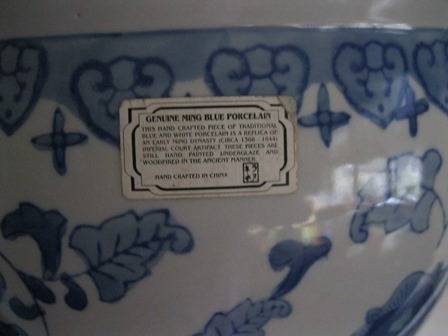 GENUINE MING BLUE PORCELAIN
THIS HAND CRAFTED PIECE OF TRADITIONAL
BLUE AND WHITE PORCELAIN IS A REPLICA OF
AN EARLY MING DYNASTY (CIRCA 1368 - 1644)
IMPERIAL COURT ARTIFACT. THESE PIECES ARE
STILL HAND PAINTED UNDERGLAZE AND
WOODFIRED IN THE ANCIENT MANNER.
HAND CRAFTED IN CHINA